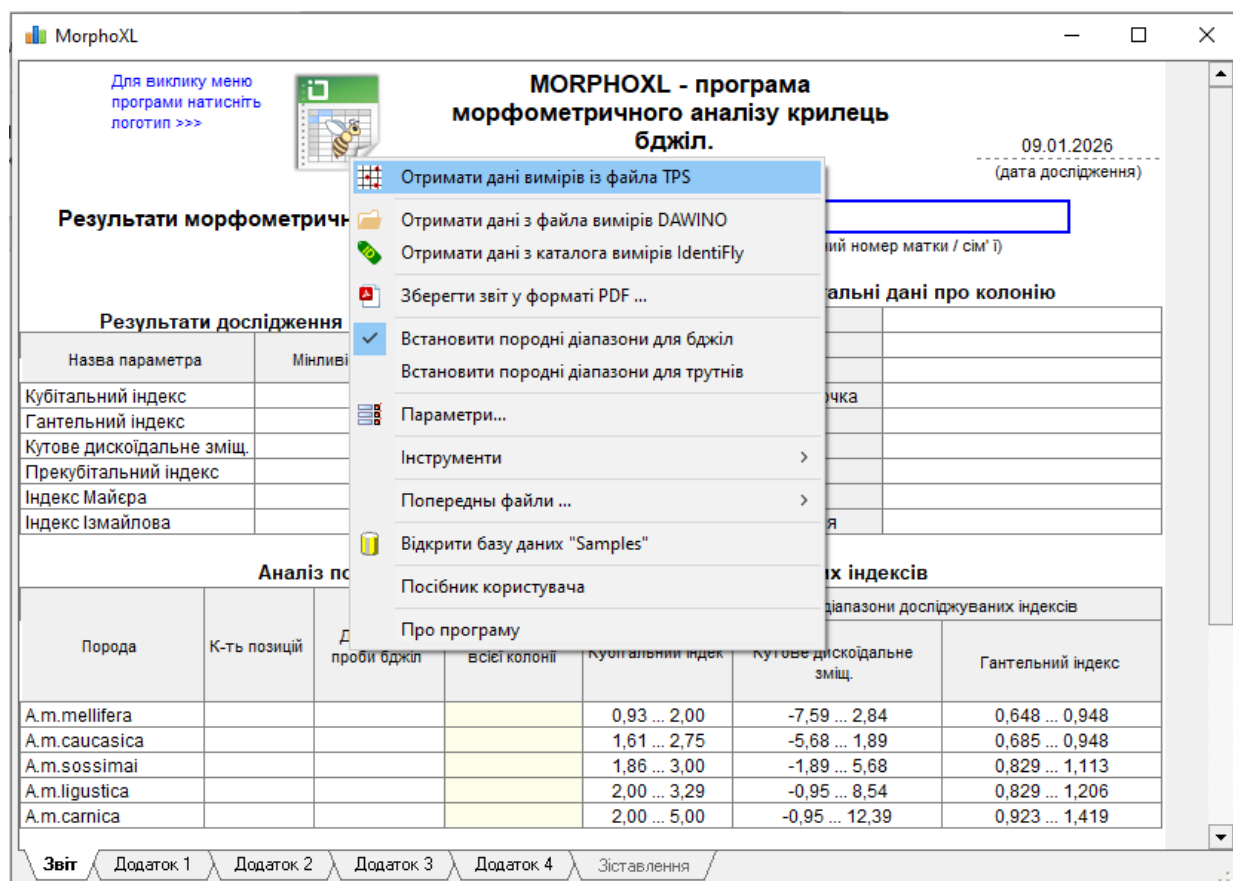 MorphoXL
Для виклику меню
програми натисніть
логотип >>>
MORPHOXL - програма
морфометричного аналізу крилець
бджіл.
09.01.2026
(дата дослідження)
Отримати дані вимірів із файла TPS
Результати морфометричн
Отримати дані з файла вимірів DAWINO
ий номер матки / сім' ї)
Отримати дані з каталога вимірів IdentiFly
Зберегти звіт у форматі PDF ...
альні дані про колонію
Результати дослідження
Назва параметра
Мінливі
Встановити породні діапазони для бджіл
Встановити породні діапазони для трутнів
Кубітальний індекс
очка
Гантельний індекс
Параметри...
Кутове дискоїдальне зміщ.
Прекубітальний індекс
Інструменти
Індекс Майєра
Попередны файли ...
Індекс Ізмайлова
я
Відкрити базу даних "Samples"
Аналіз по
их індексів
Посібник користувача
діапазони досліджуваних індексів
Про програму
Порода
К-ть позицій
проби бджіл
всієї колонії
Кубітальний індек
Кутове дискоїдальне
зміщ.
Гантельний індекс
A.m.mellifera 0,93 ... 2,00 -7,59 ... 2,84 0,648 ... 0,948
A.m.caucasica 1,61 ... 2,75 -5,68 ... 1,89 0,685 ... 0,948
A.m.sossimai 1,86 ... 3,00 -1,89 ... 5,68 0,829 ... 1,113
A.m.ligustica 2,00 ... 3,29 -0,95 ... 8,54 0,829 ... 1,206
A.m.carnica 2,00 ... 5,00 -0,95 ... 12,39 0,923 ... 1,419
Звіт Додаток 1 Додаток 2 Додаток 3 Додаток 4 Зіставлення